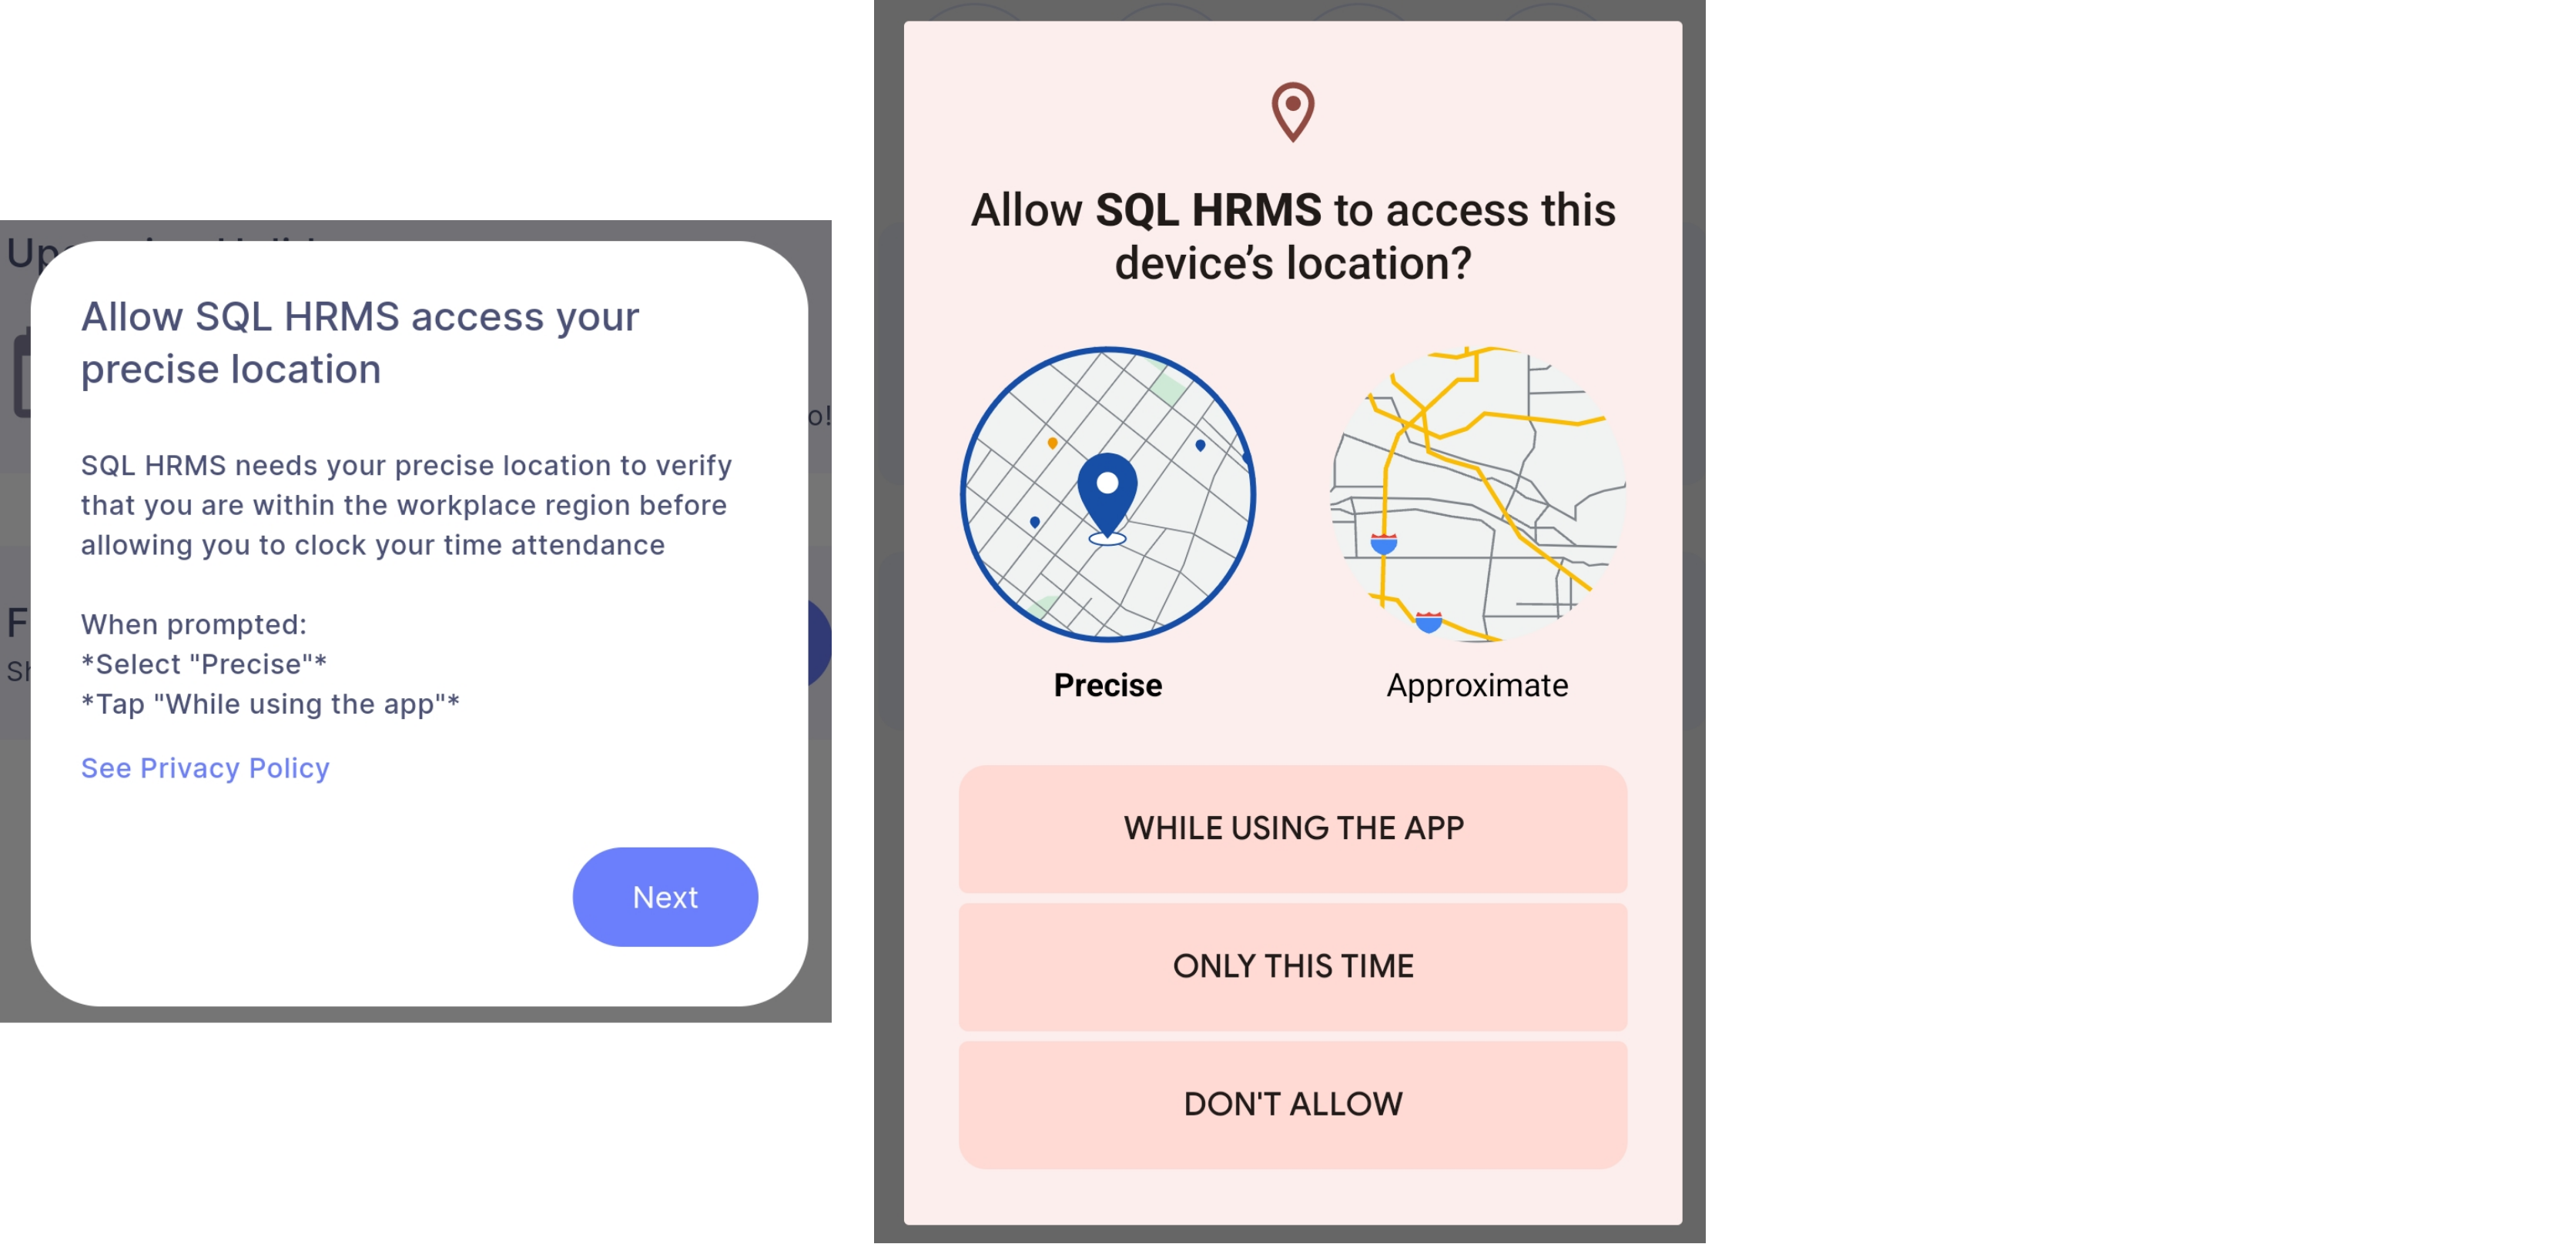 Allow SQL HRMS access your
precise location
SQL HRMS needs your precise location to verify
that you are within the workplace region before
allowing you to clock your time attendance
When prompted:
*Select "Precise"*
*Tap "While using the app"*
See Privacy Policy
Next
o!
Allow SQL HRMS to access this
device’s location?
Precise
Approximate
WHILE USING THE APP
ONLY THIS TIME
DON'T ALLOW